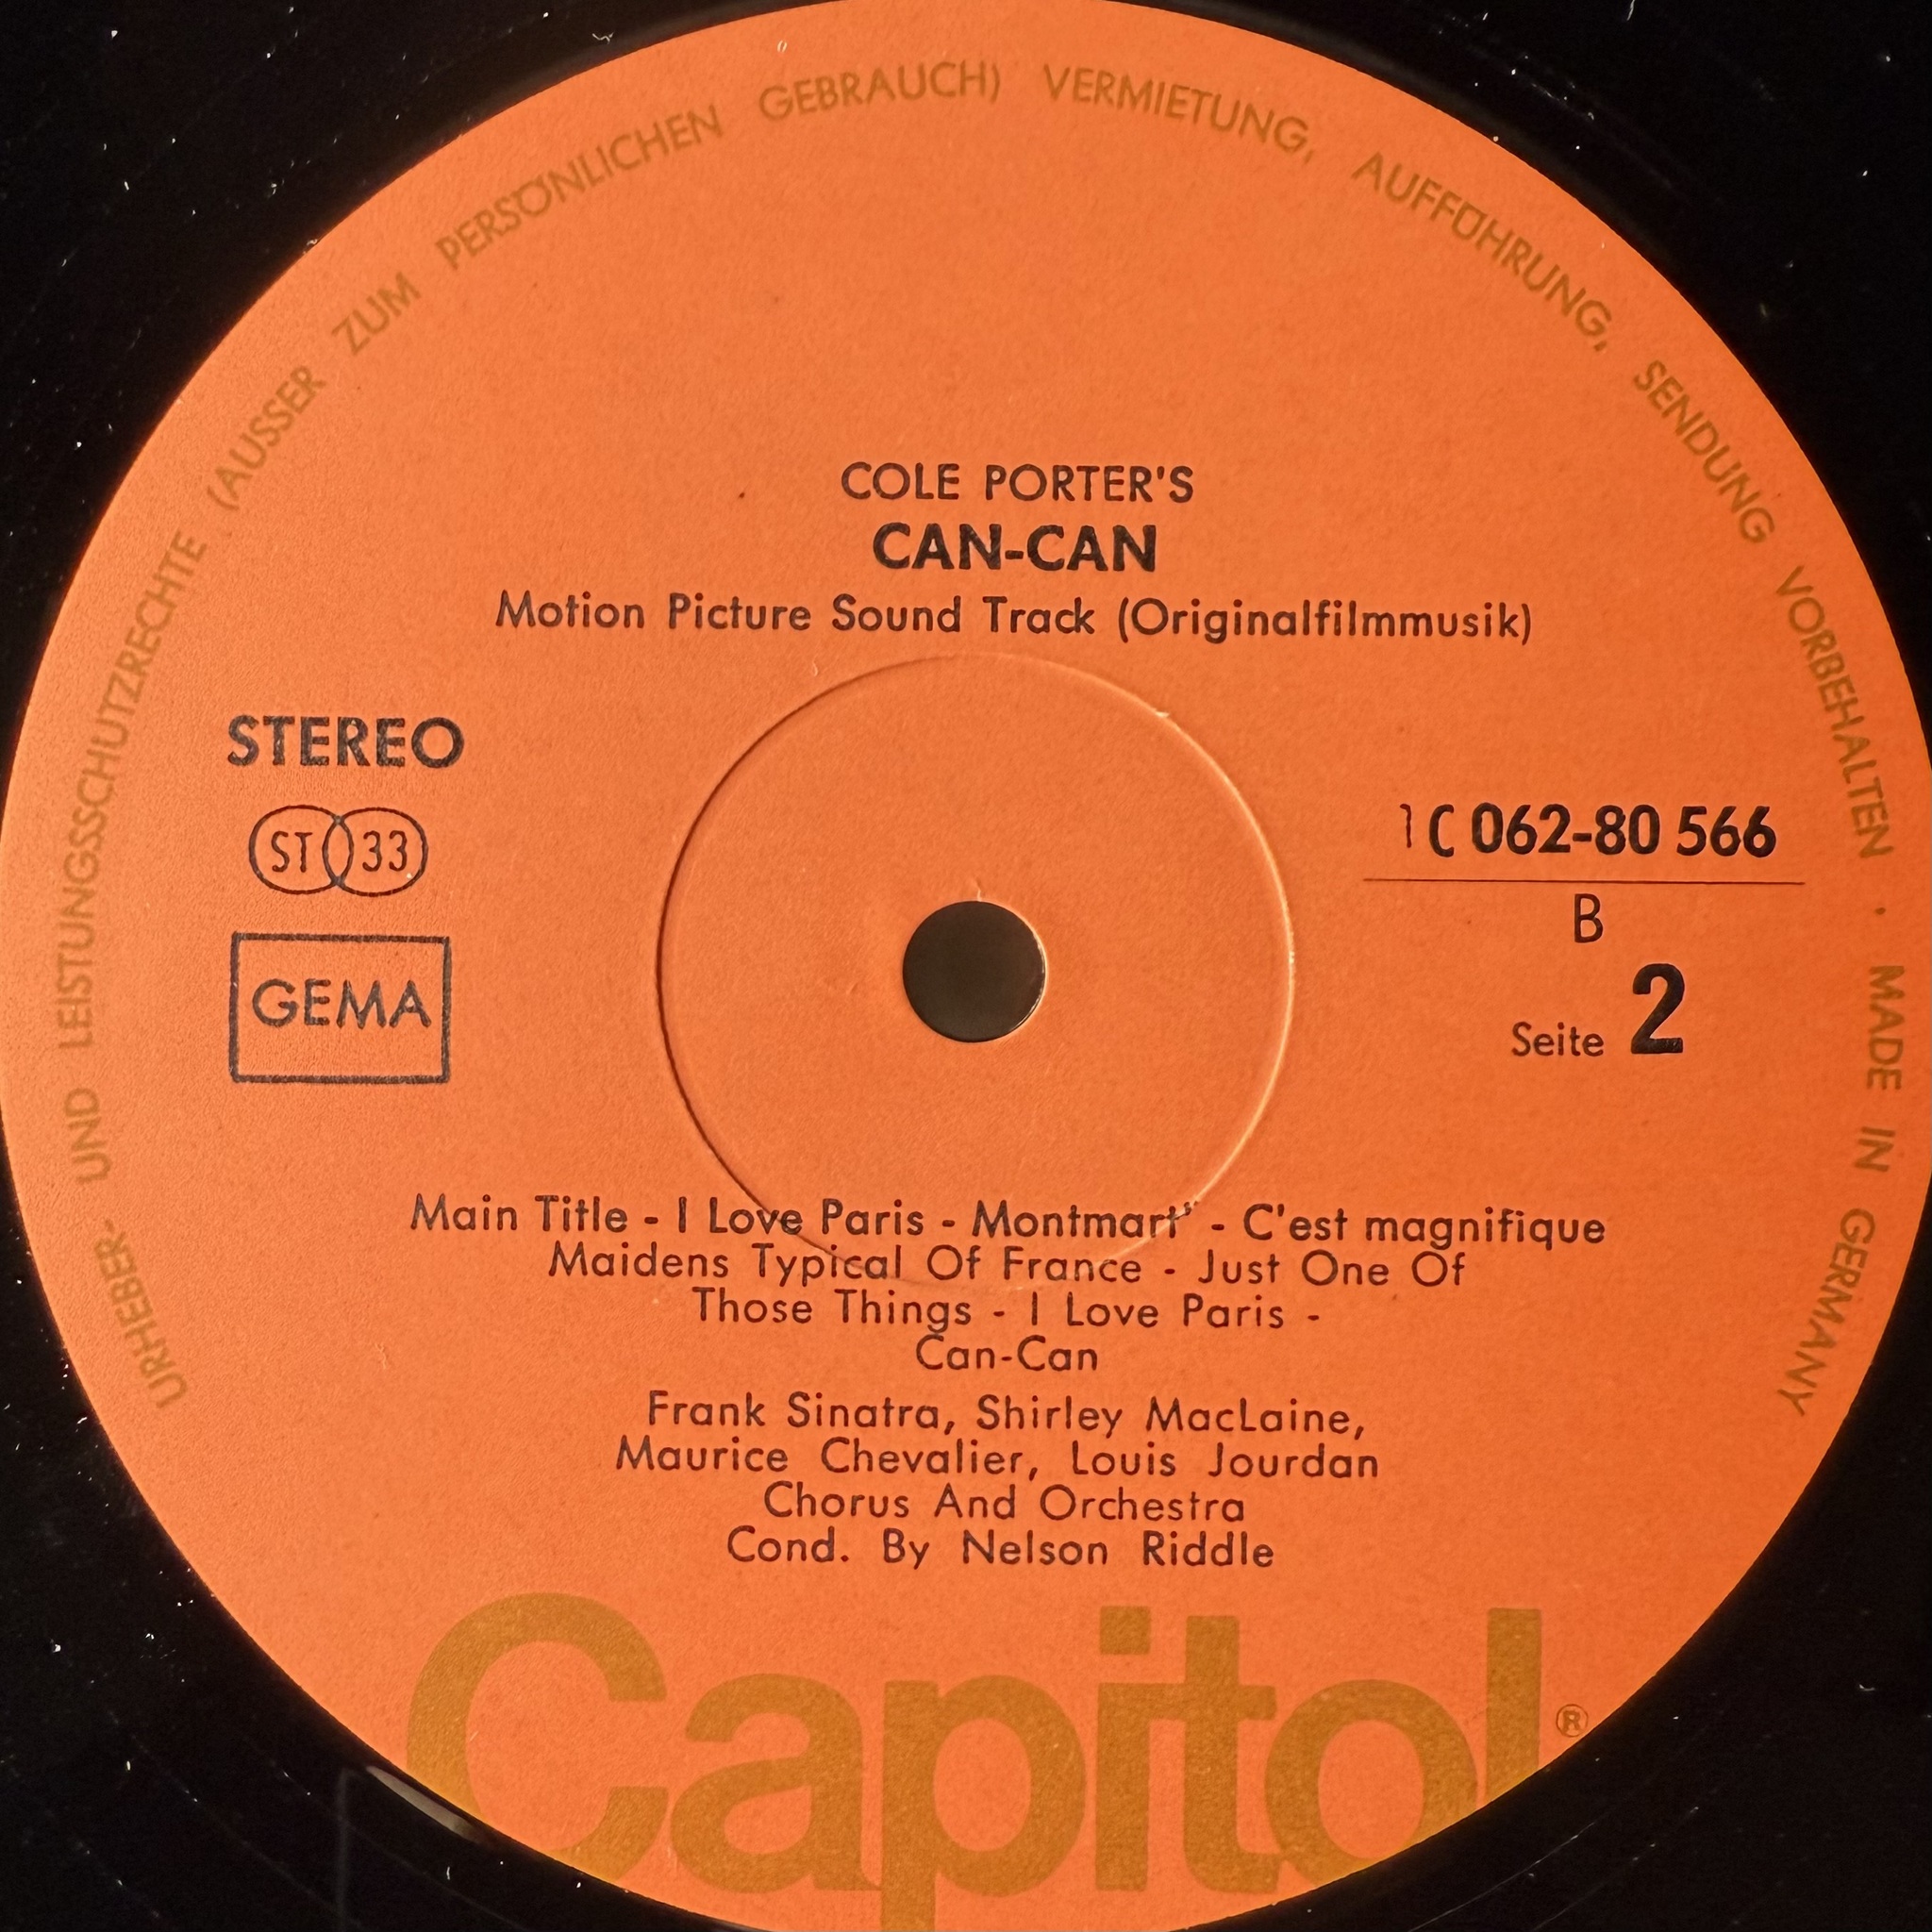 URHEBER- UND LEISTUNGSSCHUTZRECHTE (AUSSER ZUM PERSÖNLICHEN GEBRAUCH) VERMIETUNG, AUFFÜHRUNG, SENDUNG VORBEHALTEN · MADE IN GERMANY
COLE PORTER'S
CAN-CAN
Motion Picture Sound Track (Originalfilmmusik)
STEREO
ST 33
GEMA
1C 062-80 566
B
Seite 2
Main Title - I Love Paris - Montmart" - C'est magnifique
Maidens Typical Of France - Just One Of
Those Things - I Love Paris -
Can-Can
Frank Sinatra, Shirley MacLaine,
Maurice Chevalier, Louis Jourdan
Chorus And Orchestra
Cond. By Nelson Riddle
Capitol®